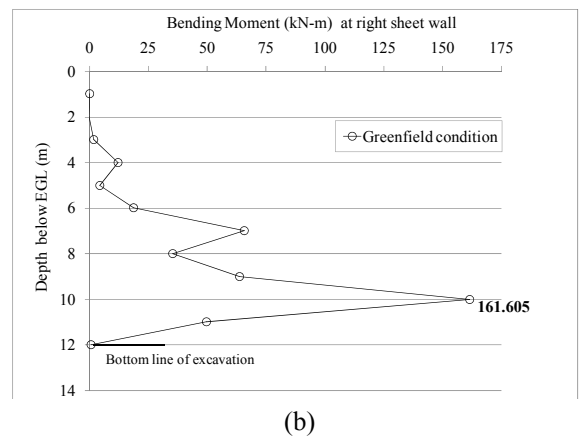 Bending Moment (kN-m) at right sheet wall
0 25 50 75 100 125 150 175
Depth below EGL (m)
0
2
4
6
8
10
12
14
Greenfield condition
161.605
Bottom line of excavation
(b)